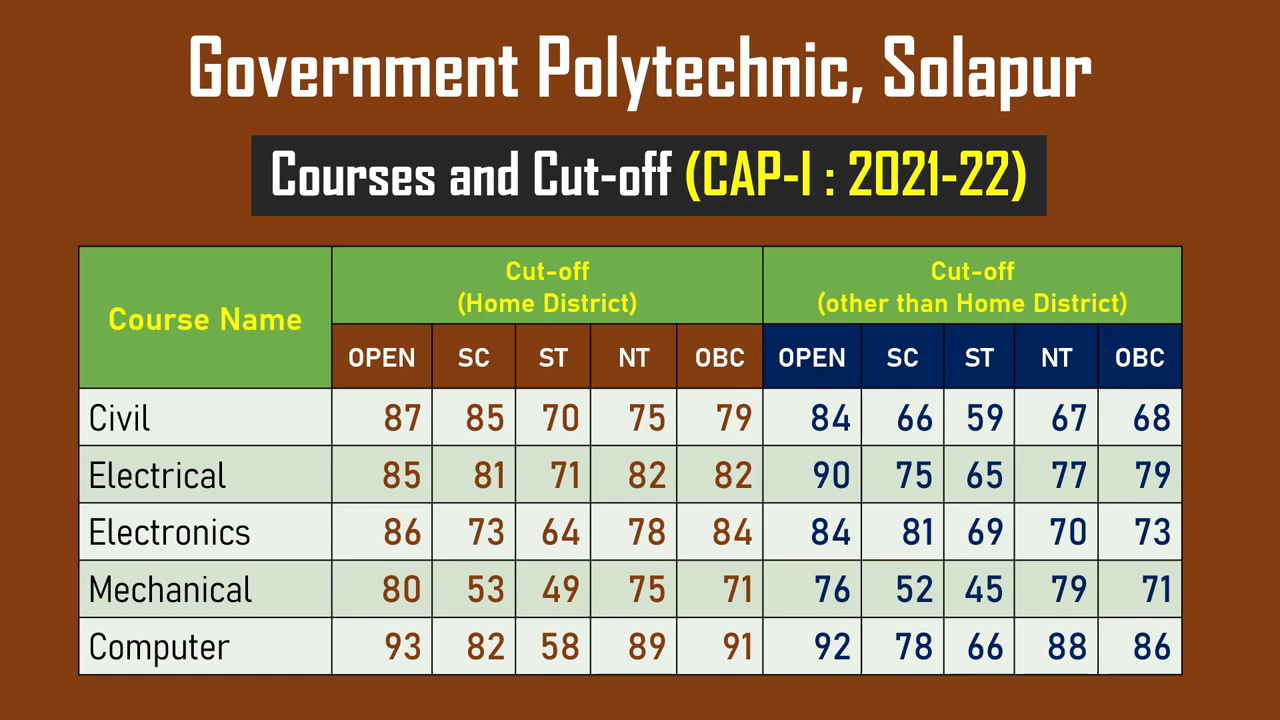 Government Polytechnic, Solapur
Courses and Cut-off (CAP-I : 2021-22)
Course Name
Cut-off
(Home District)
Cut-off
(other than Home District)
OPEN SC ST NT OBC OPEN SC ST NT OBC
Civil 87 85 70 75 79 84 66 59 67 68
Electrical 85 81 71 82 82 90 75 65 77 79
Electronics 86 73 64 78 84 84 81 69 70 73
Mechanical 80 53 49 75 71 76 52 45 79 71
Computer 93 82 58 89 91 92 78 66 88 86